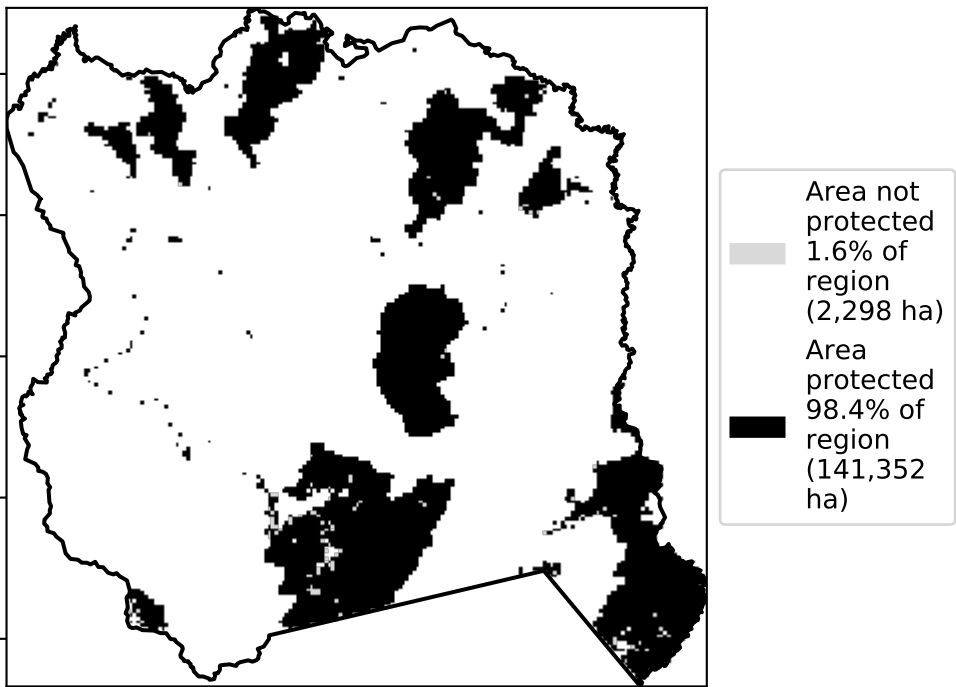 Area not
protected
1.6% of
region
(2,298 ha)
Area
protected
98.4% of
region
(141,352
ha)